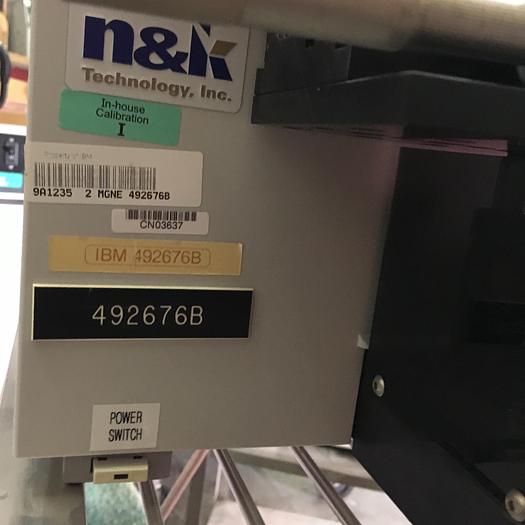 n&k
Technology, Inc.
In-house
Calibration
I
Property of IBM
9A1235 2 MGNE 492676B
CN03637
IBM 492676B
492676B
POWER
SWITCH